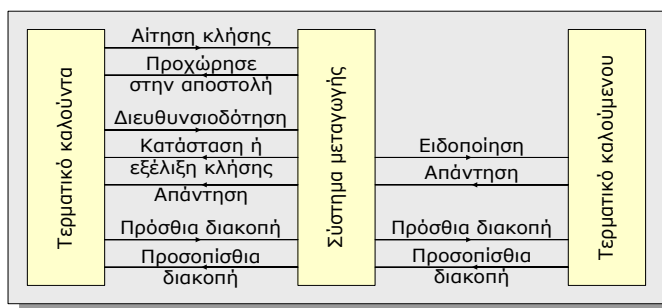 Τερματικό καλούντα
Αίτηση κλήσης
Προχώρησε
στην αποστολή
Διευθυνσιοδότηση
Κατάσταση ή
εξέλιξη κλήσης
Απάντηση
Πρόσθια διακοπή
Προσοπίσθια
διακοπή
Σύστημα μεταγωγής
Ειδοποίηση
Απάντηση
Πρόσθια διακοπή
Προσοπίσθια
διακοπή
Τερματικό καλούμενου